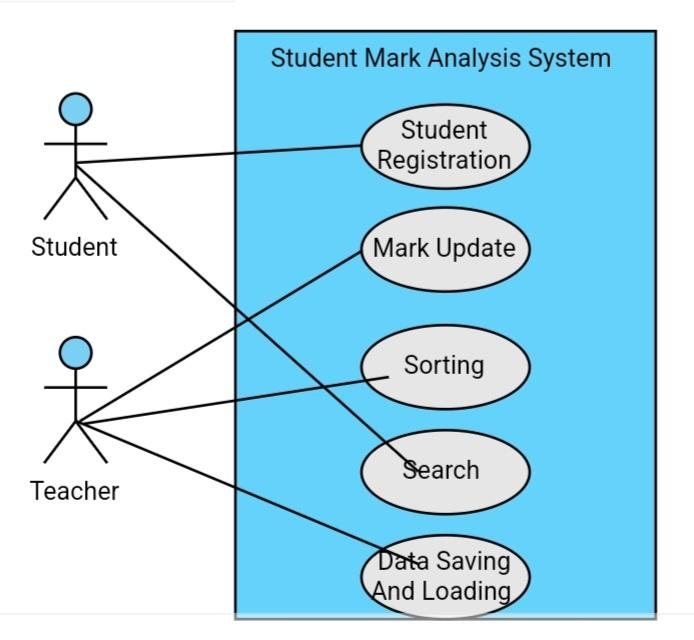 Student Mark Analysis System
Student
Registration
Student
Mark Update
Sorting
Search
Teacher
Data Saving
And Loading